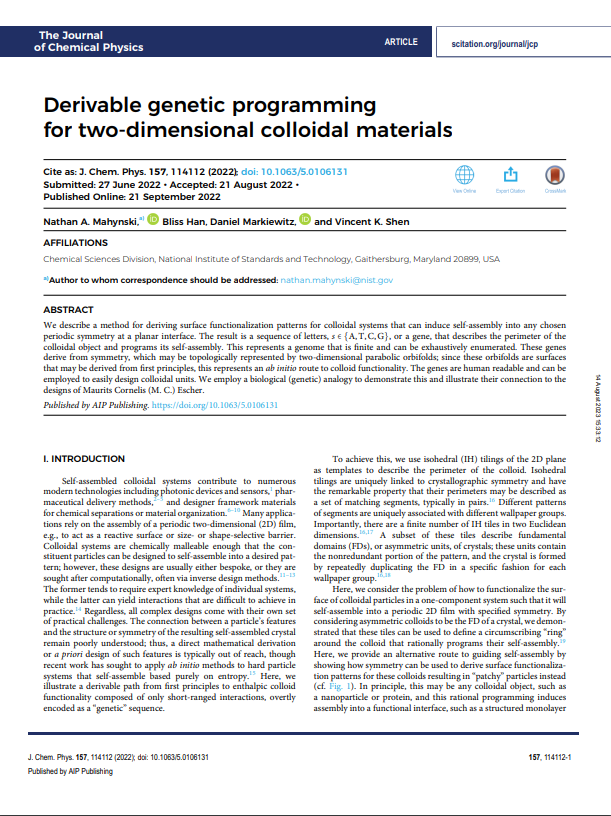 The Journal
of Chemical Physics
ARTICLE
scitation.org/journal/jcp
Derivable genetic programming
for two-dimensional colloidal materials
Cite as: J. Chem. Phys. 157, 114112 (2022); doi: 10.1063/5.0106131
Submitted: 27 June 2022 • Accepted: 21 August 2022 •
Published Online: 21 September 2022
View Online
Export Citation
CrossMark
Nathan A. Mahynski,a) Bliss Han, Daniel Markiewitz, and Vincent K. Shen
AFFILIATIONS
Chemical Sciences Division, National Institute of Standards and Technology, Gaithersburg, Maryland 20899, USA
a)Author to whom correspondence should be addressed: nathan.mahynski@nist.gov
ABSTRACT
We describe a method for deriving surface functionalization patterns for colloidal systems that can induce self-assembly into any chosen
periodic symmetry at a planar interface. The result is a sequence of letters, s ∈ {A, T, C, G}, or a gene, that describes the perimeter of the
colloidal object and programs its self-assembly. This represents a genome that is finite and can be exhaustively enumerated. These genes
derive from symmetry, which may be topologically represented by two-dimensional parabolic orbifolds; since these orbifolds are surfaces
that may be derived from first principles, this represents an ab initio route to colloid functionality. The genes are human readable and can be
employed to easily design colloidal units. We employ a biological (genetic) analogy to demonstrate this and illustrate their connection to the
designs of Maurits Cornelis (M. C.) Escher.
Published by AIP Publishing. https://doi.org/10.1063/5.0106131
I. INTRODUCTION
Self-assembled colloidal systems contribute to numerous
modern technologies including photonic devices and sensors,1 phar-
maceutical delivery methods,2–5 and designer framework materials
for chemical separations or material organization.6–10 Many applica-
tions rely on the assembly of a periodic two-dimensional (2D) film,
e.g., to act as a reactive surface or size- or shape-selective barrier.
Colloidal systems are chemically malleable enough that the con-
stituent particles can be designed to self-assemble into a desired pat-
tern; however, these designs are usually either bespoke, or they are
sought after computationally, often via inverse design methods.11–13
The former tends to require expert knowledge of individual systems,
while the latter can yield interactions that are difficult to achieve in
practice.14 Regardless, all complex designs come with their own set
of practical challenges. The connection between a particle's features
and the structure or symmetry of the resulting self-assembled crystal
remain poorly understood; thus, a direct mathematical derivation
or a priori design of such features is typically out of reach, though
recent work has sought to apply ab initio methods to hard particle
systems that self-assemble based purely on entropy.15 Here, we
illustrate a derivable path from first principles to enthalpic colloid
functionality composed of only short-ranged interactions, overtly
encoded as a "genetic" sequence.
To achieve this, we use isohedral (IH) tilings of the 2D plane
as templates to describe the perimeter of the colloid. Isohedral
tilings are uniquely linked to crystallographic symmetry and have
the remarkable property that their perimeters may be described as
a set of matching segments, typically in pairs.16 Different patterns
of segments are uniquely associated with different wallpaper groups.
Importantly, there are a finite number of IH tiles in two Euclidean
dimensions.16,17 A subset of these tiles describe fundamental
domains (FDs), or asymmetric units, of crystals; these units contain
the nonredundant portion of the pattern, and the crystal is formed
by repeatedly duplicating the FD in a specific fashion for each
wallpaper group.16,18
Here, we consider the problem of how to functionalize the sur-
face of colloidal particles in a one-component system such that it will
self-assemble into a periodic 2D film with specified symmetry. By
considering asymmetric colloids to be the FD of a crystal, we demon-
strated that these tiles can be used to define a circumscribing "ring"
around the colloid that rationally programs their self-assembly.19
Here, we provide an alternative route to guiding self-assembly by
showing how symmetry can be used to derive surface functionaliza-
tion patterns for these colloids resulting in "patchy" particles instead
(cf. Fig. 1). In principle, this may be any colloidal object, such as
a nanoparticle or protein, and this rational programming induces
assembly into a functional interface, such as a structured monolayer
14 August 2023 15:33:12
J. Chem. Phys. 157, 114112 (2022); doi: 10.1063/5.0106131
157, 114112-1
Published by AIP Publishing